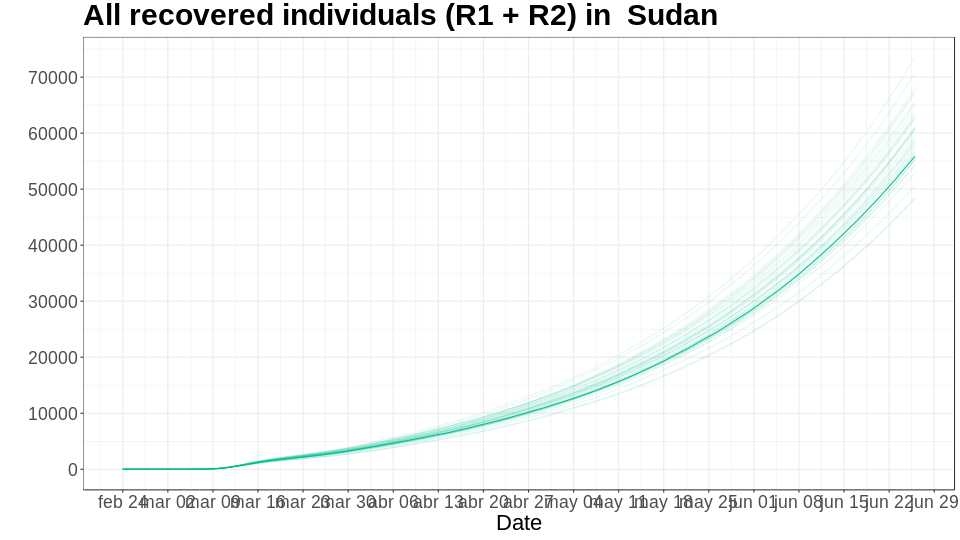 All recovered individuals (R1 + R2) in  Sudan
70000
60000
50000
40000
30000
20000
10000
0
feb 24 mar 02 mar 09 mar 16 mar 23 mar 30 abr 06 abr 13 abr 20 abr 27 may 04 may 11 may 18 may 25 jun 01 jun 08 jun 15 jun 22 jun 29
Date